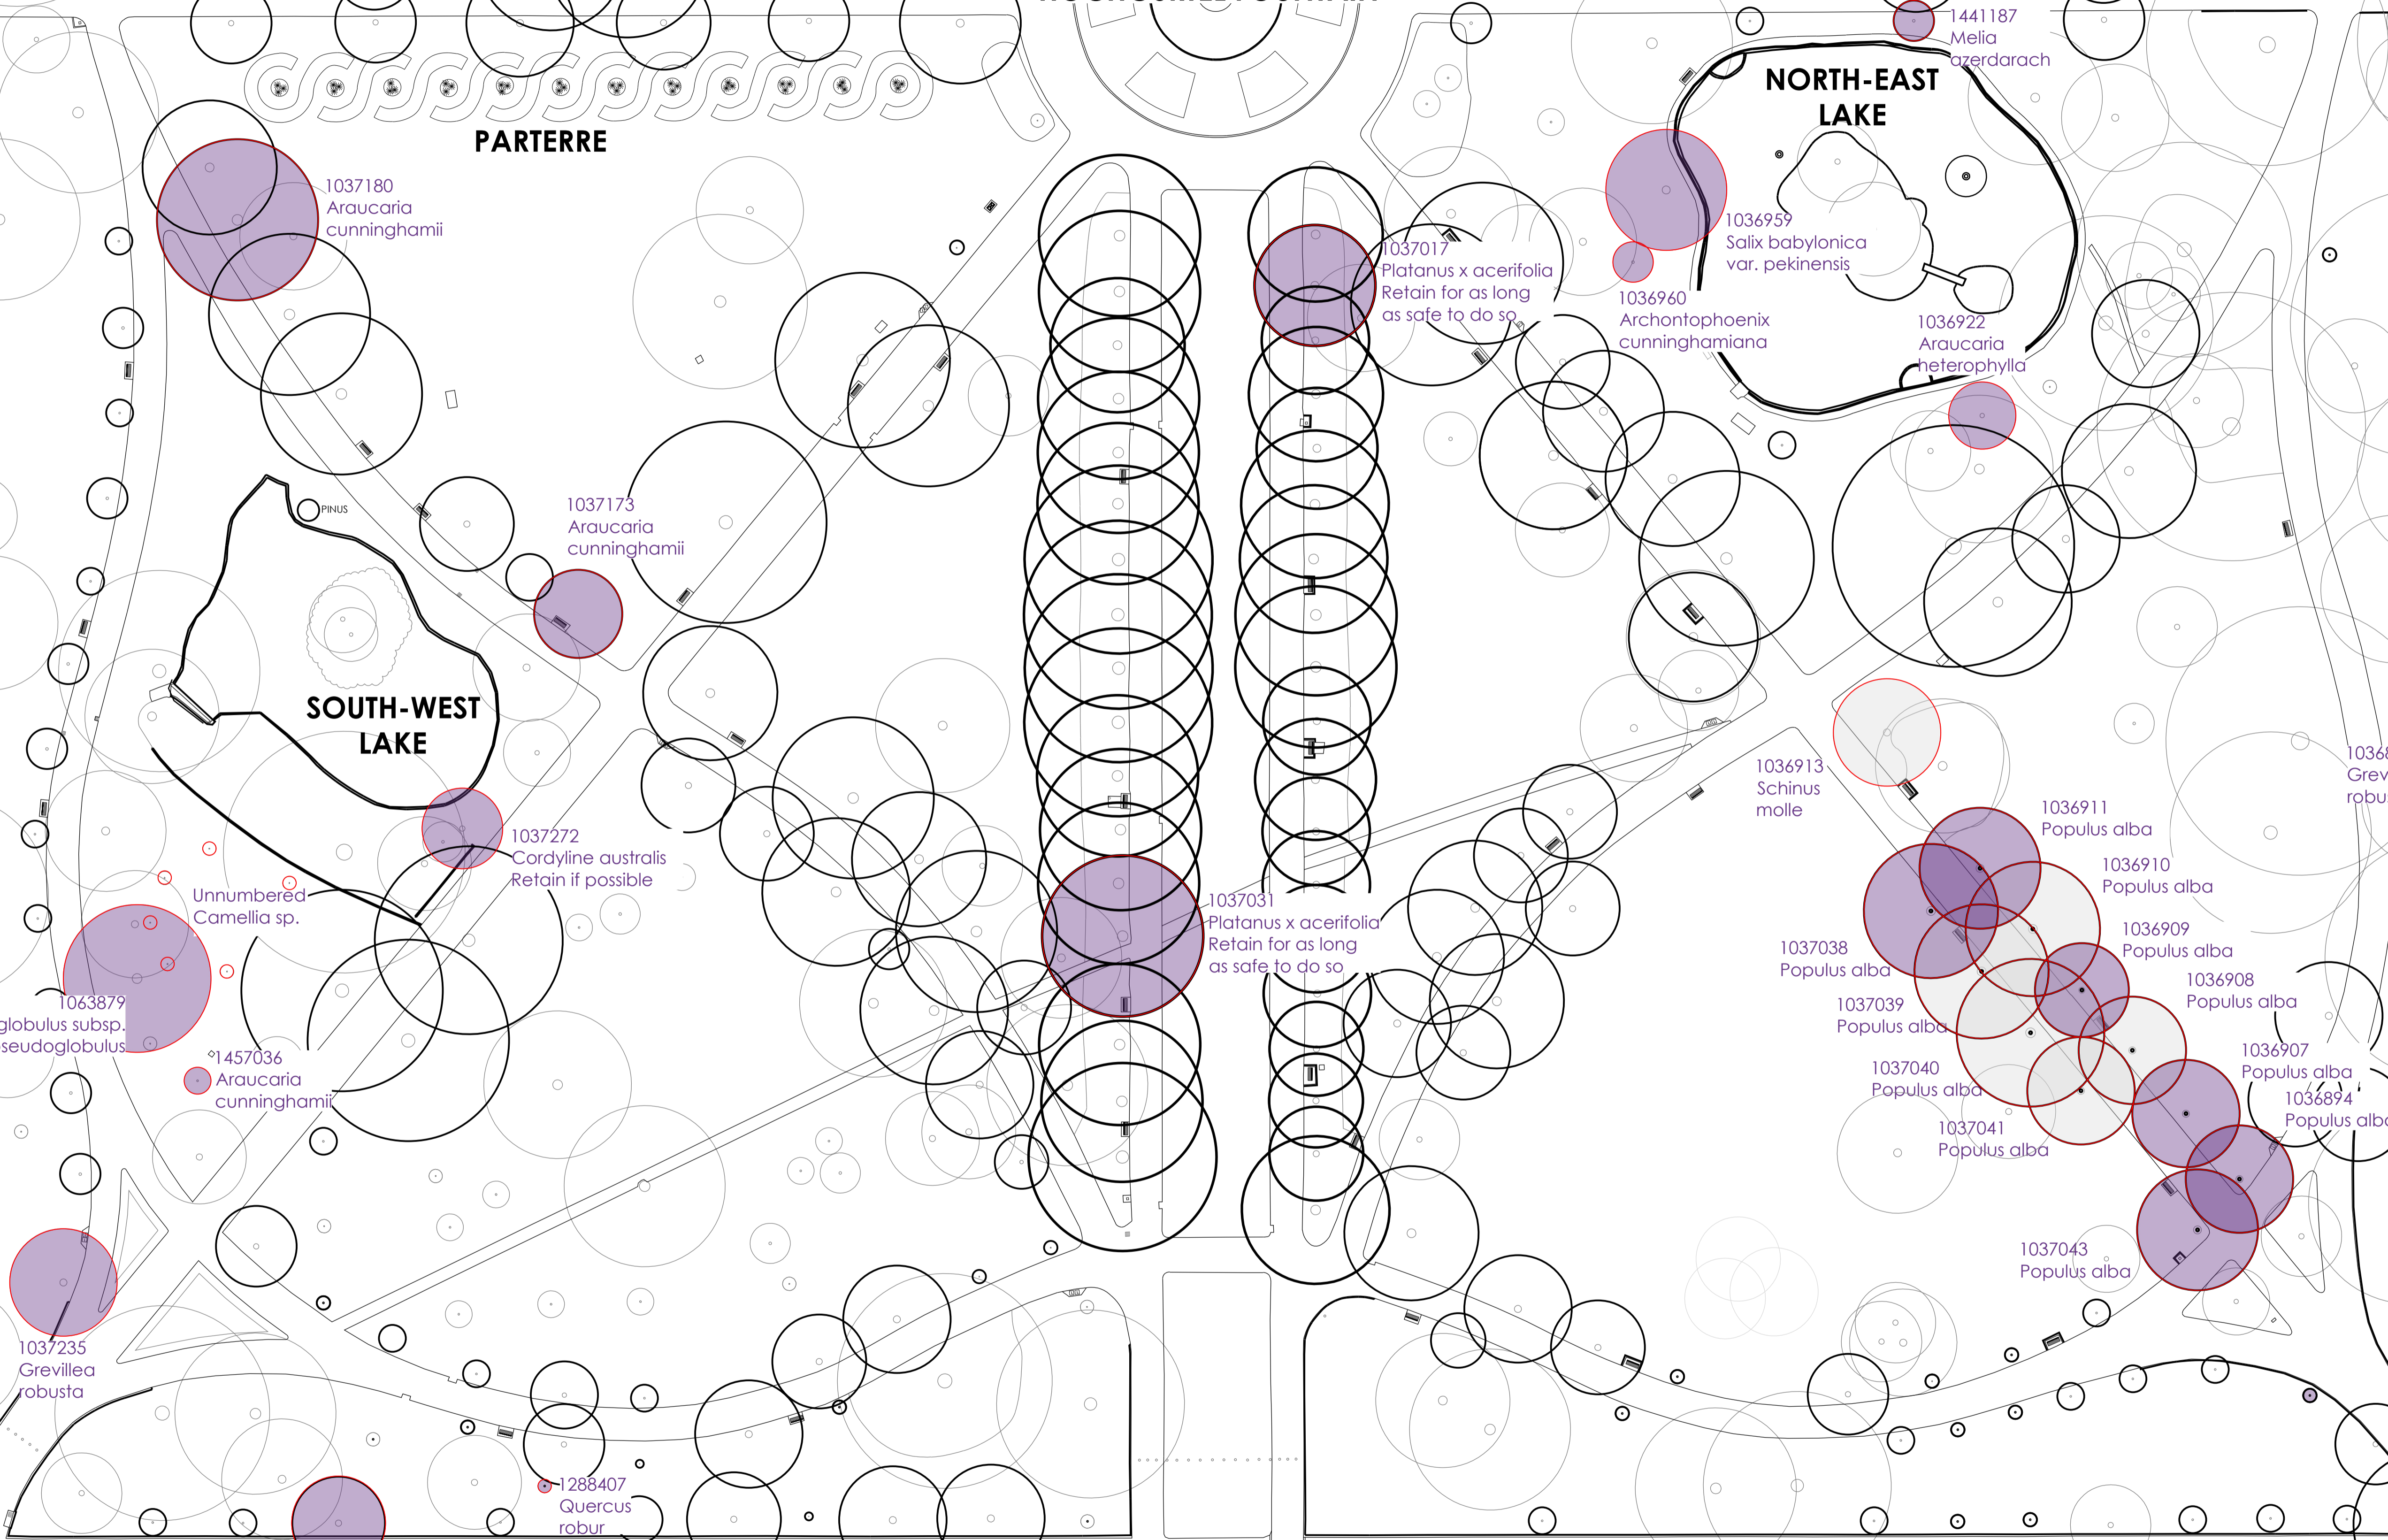 1441187
Melia
azerdarach
NORTH-EAST
LAKE
PARTERRE
1037180
Araucaria
cunninghamii
1036959
Salix babylonica
var. pekinensis
1037017
Platanus x acerifolia
Retain for as long
as safe to do so
1036960
Archontophoenix
cunninghamiana
1036922
Araucaria
heterophylla
PINUS
1037173
Araucaria
cunninghamii
SOUTH-WEST
LAKE
1036913
Schinus
molle
1036911
Populus alba
1036910
Populus alba
1037272
Cordyline australis
Retain if possible
Unnumbered
Camellia sp.
1037031
Platanus x acerifolia
Retain for as long
as safe to do so
1036909
Populus alba
1037038
Populus alba
1036908
Populus alba
1063879
globulus subsp.
pseudoglobulus
1037039
Populus alba
1457036
Araucaria
cunninghamii
1036907
Populus alba
1037040
Populus alba
1036894
Populus alba
1037041
Populus alba
1037043
Populus alba
1037235
Grevillea
robusta
1288407
Quercus
robur